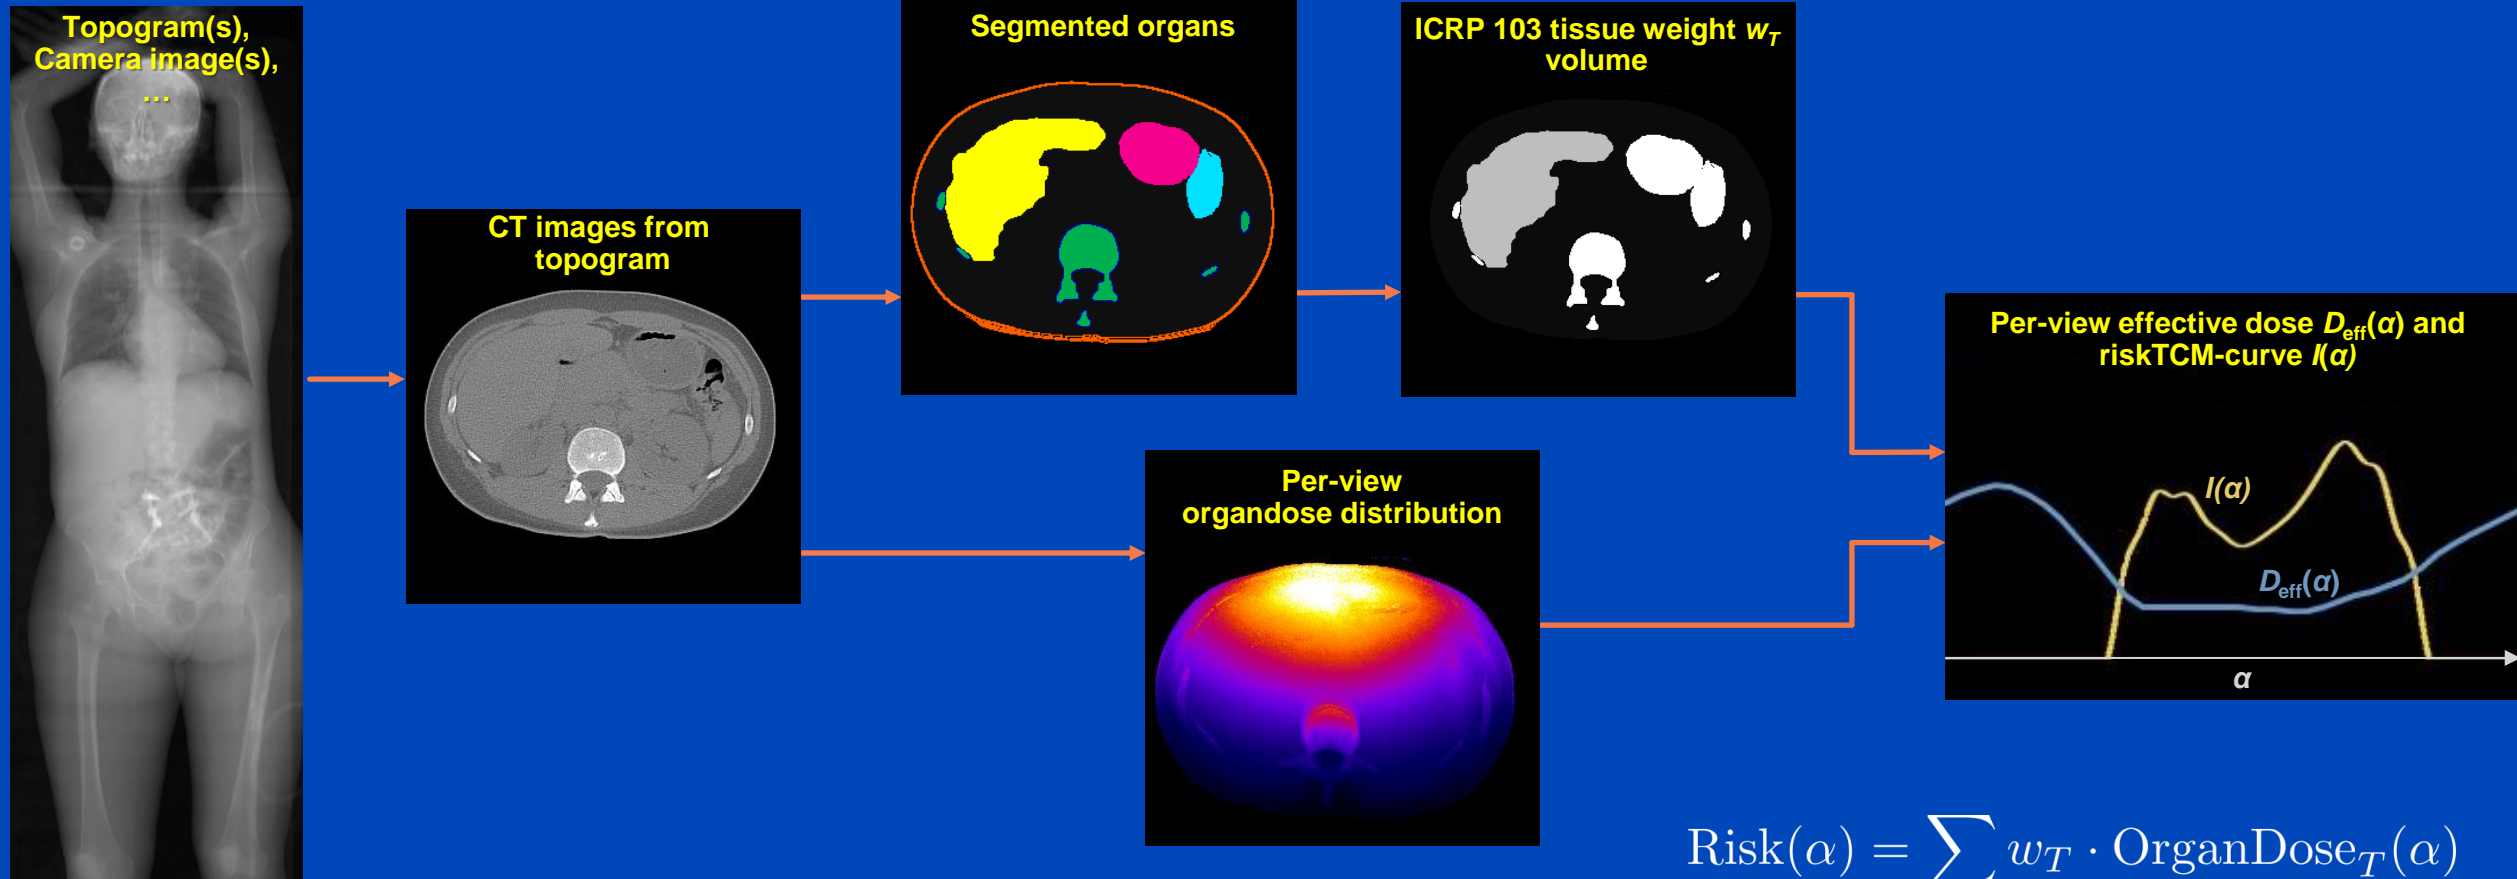 Topogram(s),
Camera image(s),
...
CT images from
topogram
Segmented organs
ICRP 103 tissue weight w_T
volume
Per-view
organdose distribution
Per-view effective dose D_eff(α) and
riskTCM-curve I(α)
I(α)
D_eff(α)
α
Risk(α) = ∑ w_T · OrganDose_T(α)